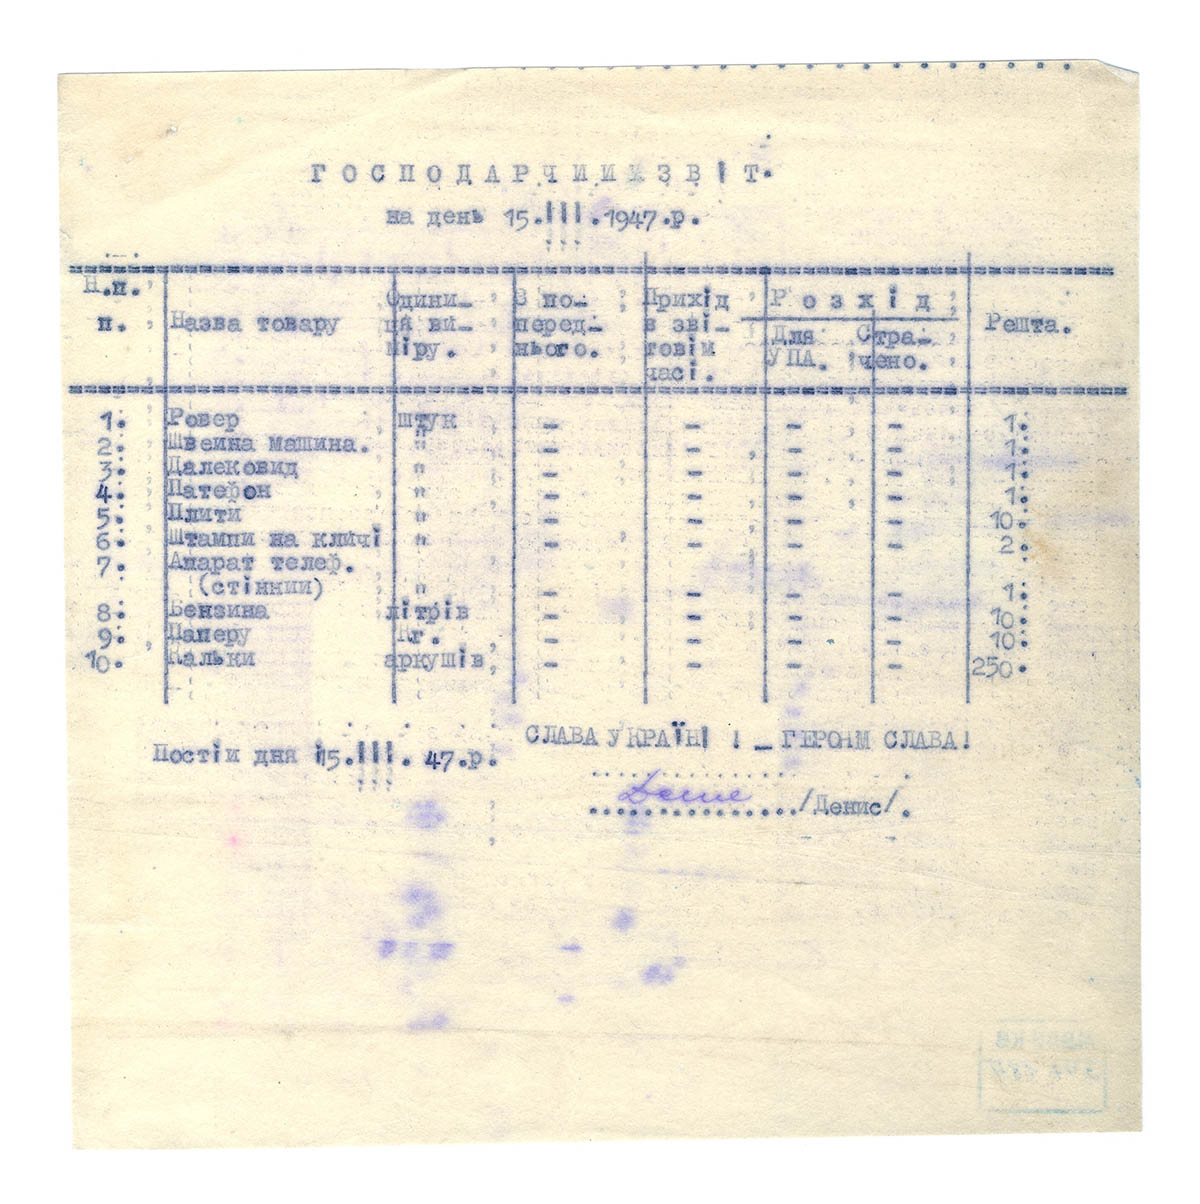 ГОСПОДАРЧИЙ ЗВІТ.
на день 15.III.1947.р.
Н.п.п. Назва товару Одиниця виміру. З попереднього. Прихід в звітовім часі. Розхід Решта.
Для УПА. Страчено.
1. Ровер штук - - - - 1.
2. Швейна машина. " - - - - 1.
3. Далековид " - - - - 1.
4. Патефон " - - - - 1.
5. Плити " - - - - 10.
6. Штампи на ключі " - - - - 2.
7. Апарат телеф.
(стінний) " - - - - 1.
8. Бензина літрів - - - - 10.
9. Паперу Кг. - - - - 10.
10. Кальки аркушів - - - - 250.
СЛАВА УКРАЇНІ ! _ ГЕРОЯМ СЛАВА!
Постій дня 15.III. 47.р.
/Денис/.